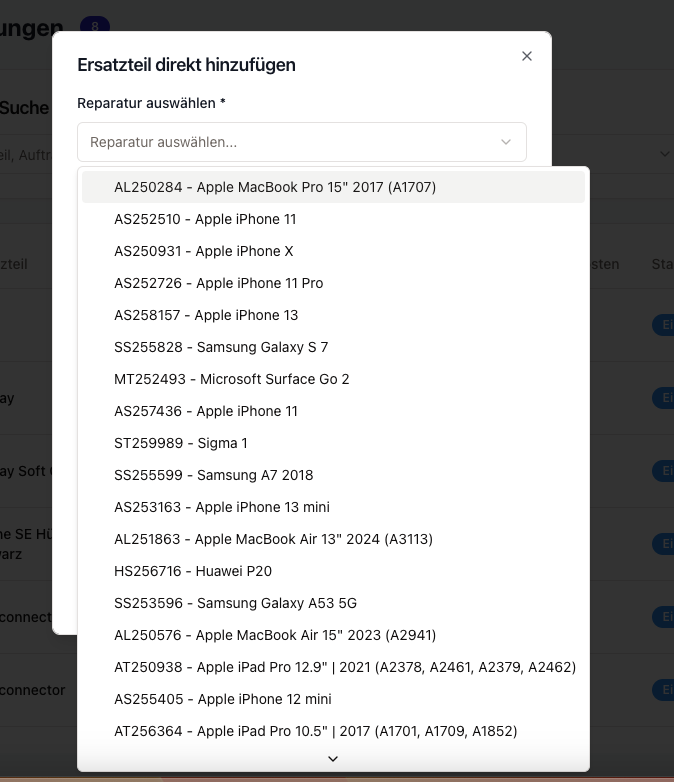 ungen 8
Ersatzteil direkt hinzufügen
Suche
Reparatur auswählen *
eil, Auftr
Reparatur auswählen...
AL250284 - Apple MacBook Pro 15" 2017 (A1707)
AS252510 - Apple iPhone 11
AS250931 - Apple iPhone X
zteil
sten
Sta
AS252726 - Apple iPhone 11 Pro
AS258157 - Apple iPhone 13
Ei
SS255828 - Samsung Galaxy S 7
MT252493 - Microsoft Surface Go 2
ay
Ei
AS257436 - Apple iPhone 11
ST259989 - Sigma 1
ay Soft
Ei
SS255599 - Samsung A7 2018
AS253163 - Apple iPhone 13 mini
ne SE Hü
arz
Ei
AL251863 - Apple MacBook Air 13" 2024 (A3113)
HS256716 - Huawei P20
SS253596 - Samsung Galaxy A53 5G
connect
Ei
AL250576 - Apple MacBook Air 15" 2023 (A2941)
AT250938 - Apple iPad Pro 12.9" | 2021 (A2378, A2461, A2379, A2462)
connector
Ei
AS255405 - Apple iPhone 12 mini
AT256364 - Apple iPad Pro 10.5" | 2017 (A1701, A1709, A1852)